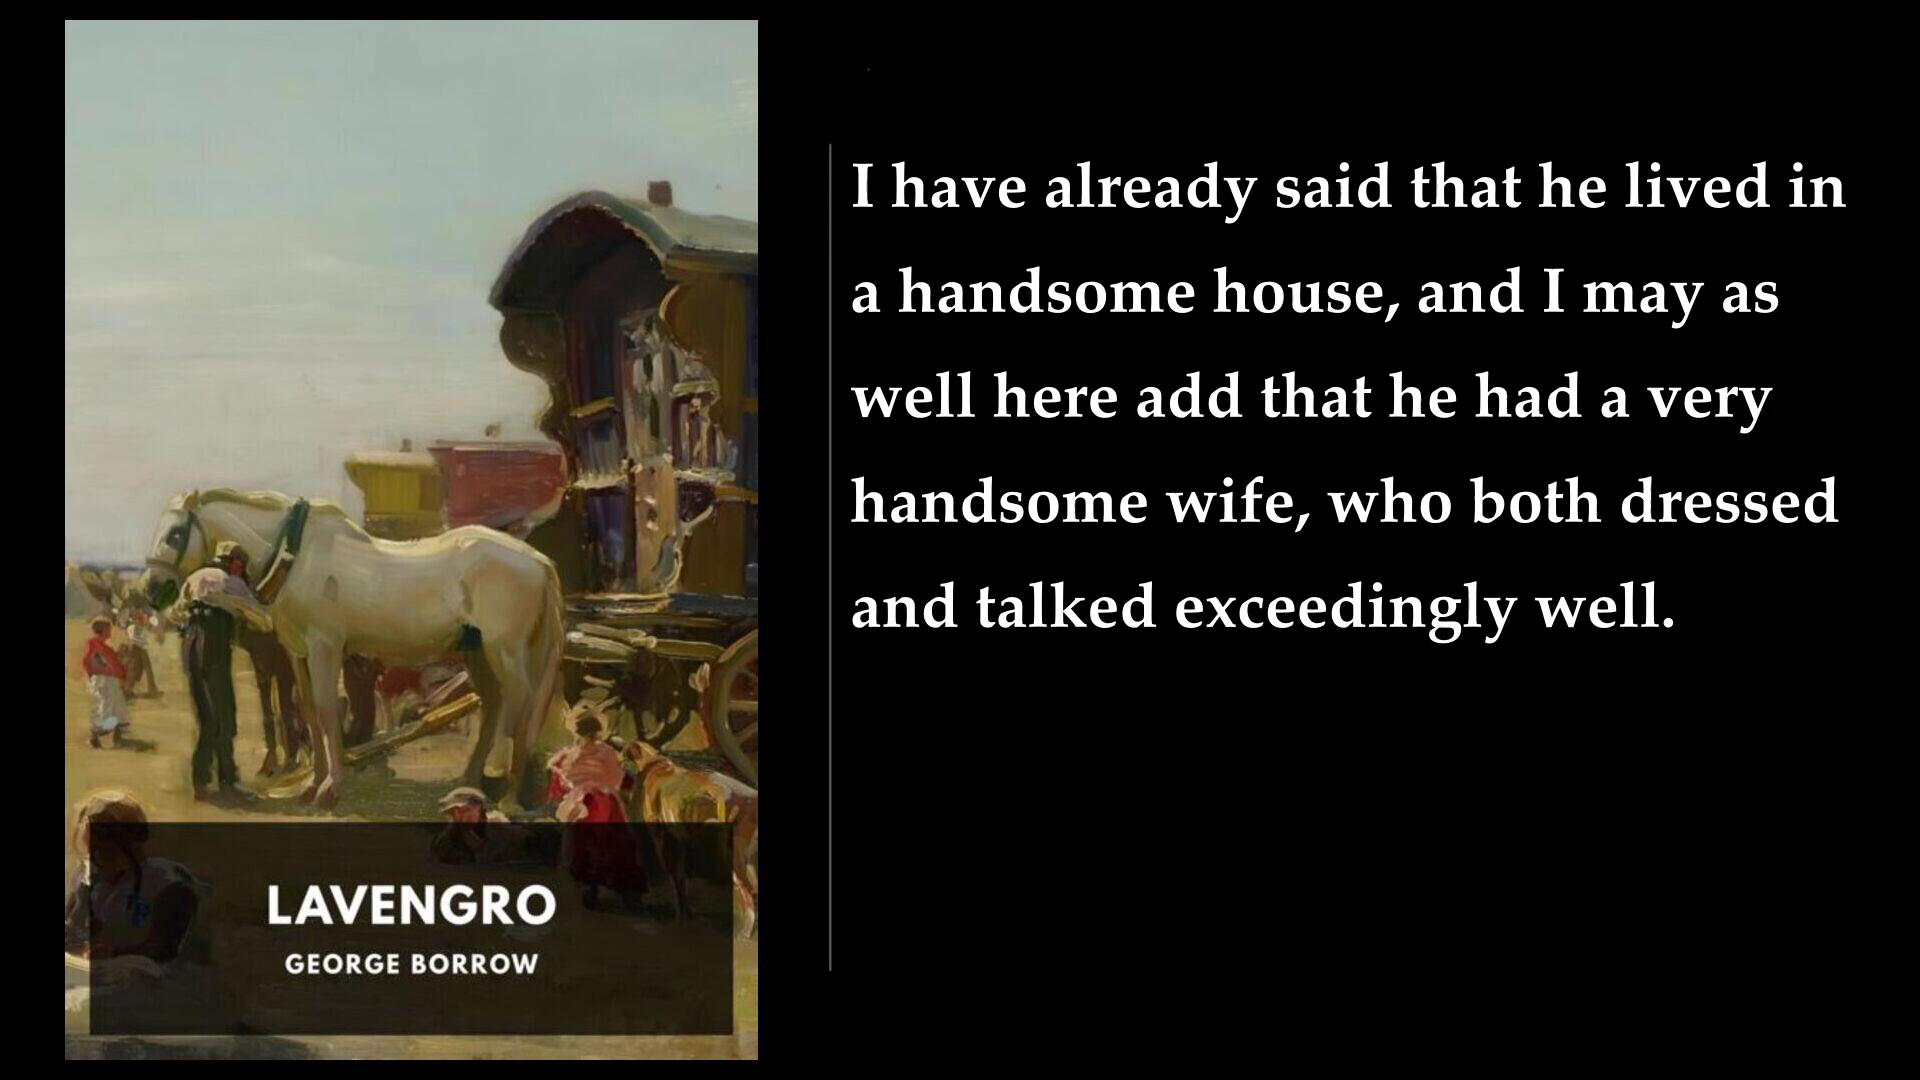 I have already said that he lived in
a handsome house, and I may as
well here add that he had a very
handsome wife, who both dressed
and talked exceedingly well.
LAVENGRO
GEORGE BORROW